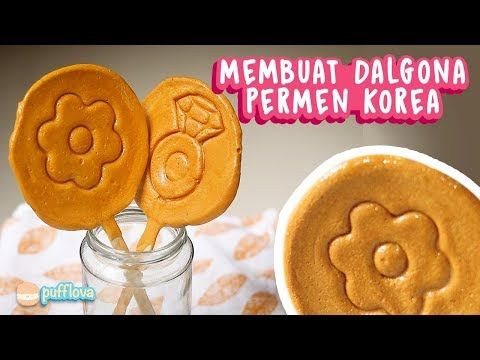 MEMBUAT DALGONA
PERMEN KOREA
pufflova